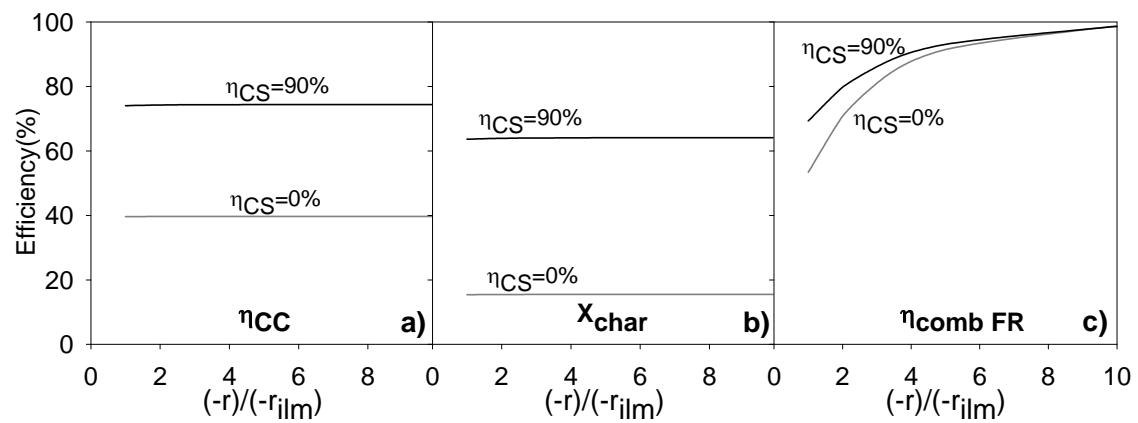 Efficiency(%)
100
80
60
40
20
0
ηCS=90%
ηCS=0%
ηCC
a)
0 2 4 6 8
(-r)/(-rilm)
ηCS=90%
ηCS=0%
Xchar
b)
0 2 4 6 8
(-r)/(-rilm)
ηCS=90%
ηCS=0%
ηcomb FR
c)
0 2 4 6 8 10
(-r)/(-rilm)